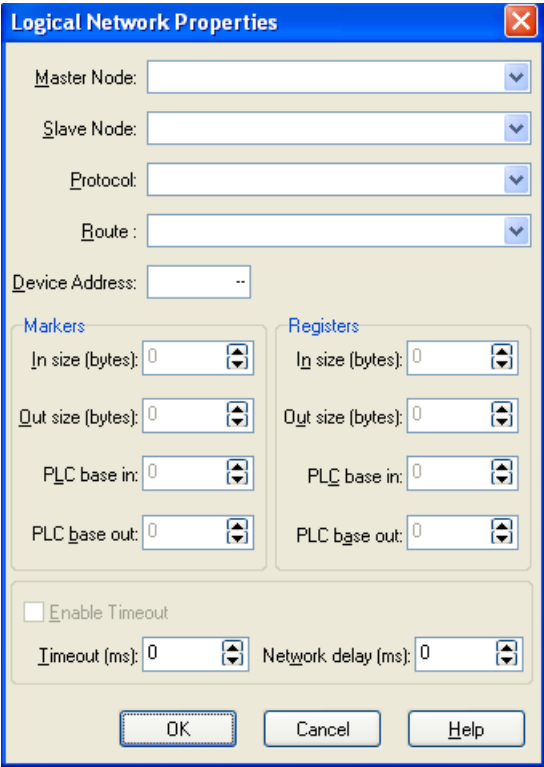 Logical Network Properties
Master Node:
Slave Node:
Protocol:
Route :
Device Address: --
Markers
In size (bytes): 0
Out size (bytes): 0
PLC base in: 0
PLC base out: 0
Registers
In size (bytes): 0
Out size (bytes): 0
PLC base in: 0
PLC base out: 0
Enable Timeout
Timeout (ms): 0 Network delay (ms): 0
OK Cancel Help